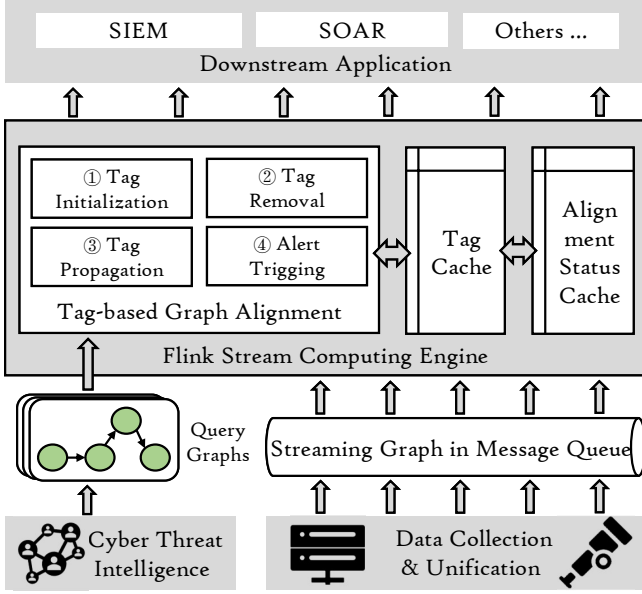 SIEM
SOAR
Others ...
Downstream Application
① Tag
Initialization
② Tag
Removal
③ Tag
Propagation
④ Alert
Trigging
Tag-based Graph Alignment
Tag
Cache
Align
ment
Status
Cache
Flink Stream Computing Engine
Query
Graphs
Streaming Graph in Message Queue
Cyber Threat
Intelligence
Data Collection
& Unification